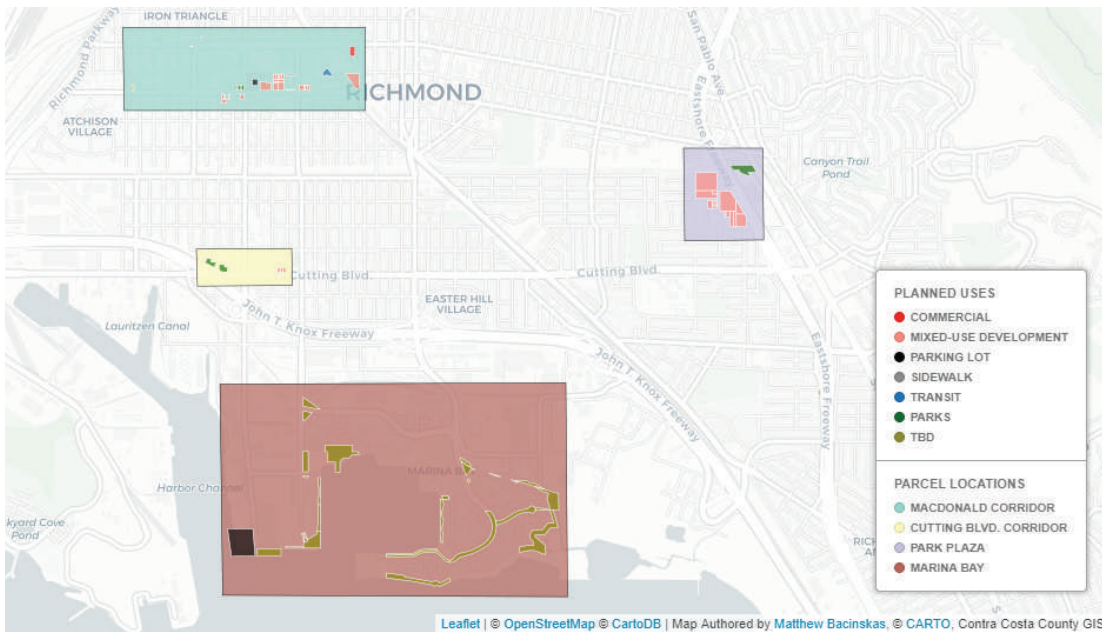 IRON TRIANGLE
Richmond Parkway
RICHMOND
ATCHISON
VILLAGE
San Pablo Ave
Eastshore Freeway
Canyon Trail
Pond
Cutting Blvd.
Cutting Blvd.
EASTER HILL
VILLAGE
Lauritzen Canal
John T. Knox Freeway
John T. Knox Freeway
Eastshore Freeway
MARINA BAY
Harbor Channel
kyard Cove
Pond
PLANNED USES
COMMERCIAL
MIXED-USE DEVELOPMENT
PARKING LOT
SIDEWALK
TRANSIT
PARKS
TBD
PARCEL LOCATIONS
MACDONALD CORRIDOR
CUTTING BLVD. CORRIDOR
PARK PLAZA
MARINA BAY
Leaflet | © OpenStreetMap © CartoDB | Map Authored by Matthew Bacinskas, © CARTO, Contra Costa County GIS